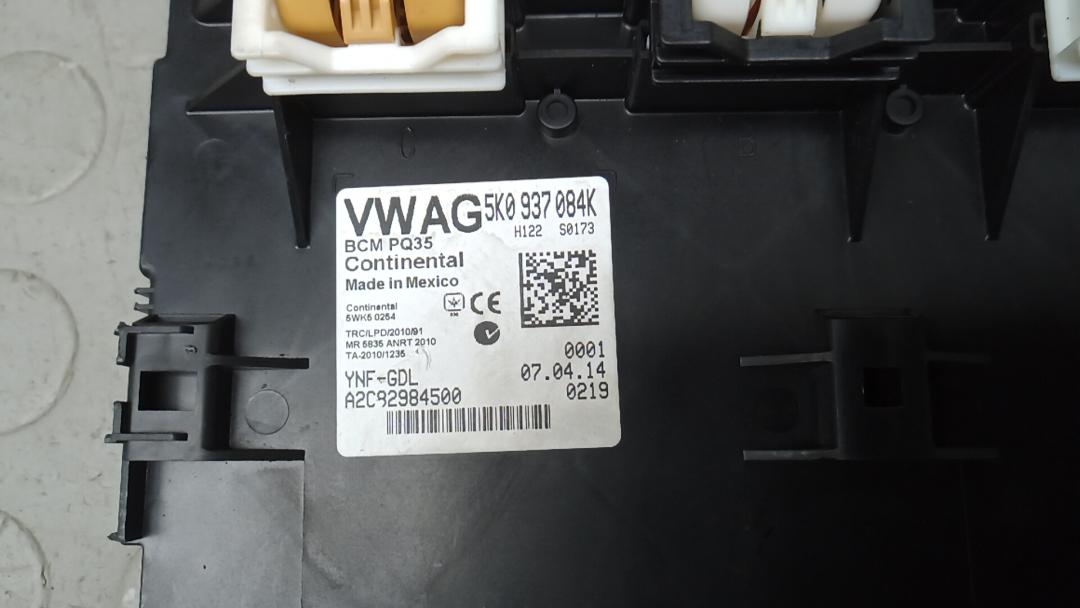 VWAG 5K0 937 084K
H122 S0173
BCM PQ35
Continental
Made in Mexico
Continental
5WK5 0254
CE
TRC/LPD/2010/91
MR 5835 ANRT 2010
TA-2010/1235
0001
YNF-GDL 07.04.14
A2C82984500 0219